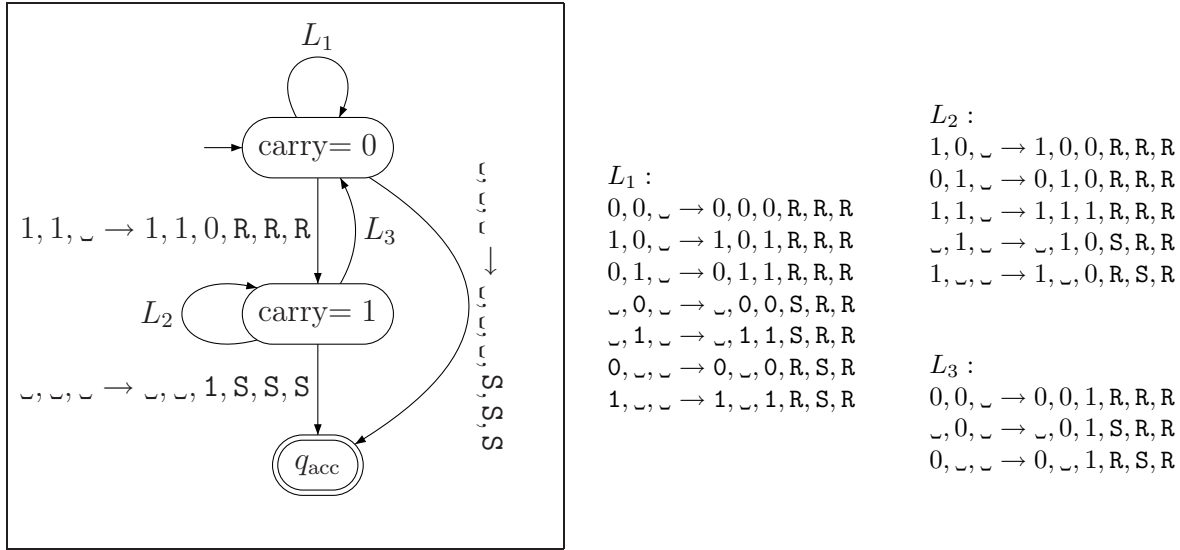 L₁
carry= 0
1, 1, ␣ → 1, 1, 0, R, R, R
L₃
␣, ␣, ␣ → ␣, ␣, ␣, S, S, S
L₂
carry= 1
␣, ␣, ␣ → ␣, ␣, 1, S, S, S
qacc
L₁ :
0, 0, ␣ → 0, 0, 0, R, R, R
1, 0, ␣ → 1, 0, 1, R, R, R
0, 1, ␣ → 0, 1, 1, R, R, R
␣, 0, ␣ → ␣, 0, 0, S, R, R
␣, 1, ␣ → ␣, 1, 1, S, R, R
0, ␣, ␣ → 0, ␣, 0, R, S, R
1, ␣, ␣ → 1, ␣, 1, R, S, R
L₂ :
1, 0, ␣ → 1, 0, 0, R, R, R
0, 1, ␣ → 0, 1, 0, R, R, R
1, 1, ␣ → 1, 1, 1, R, R, R
␣, 1, ␣ → ␣, 1, 0, S, R, R
1, ␣, ␣ → 1, ␣, 0, R, S, R
L₃ :
0, 0, ␣ → 0, 0, 1, R, R, R
␣, 0, ␣ → ␣, 0, 1, S, R, R
0, ␣, ␣ → 0, ␣, 1, R, S, R